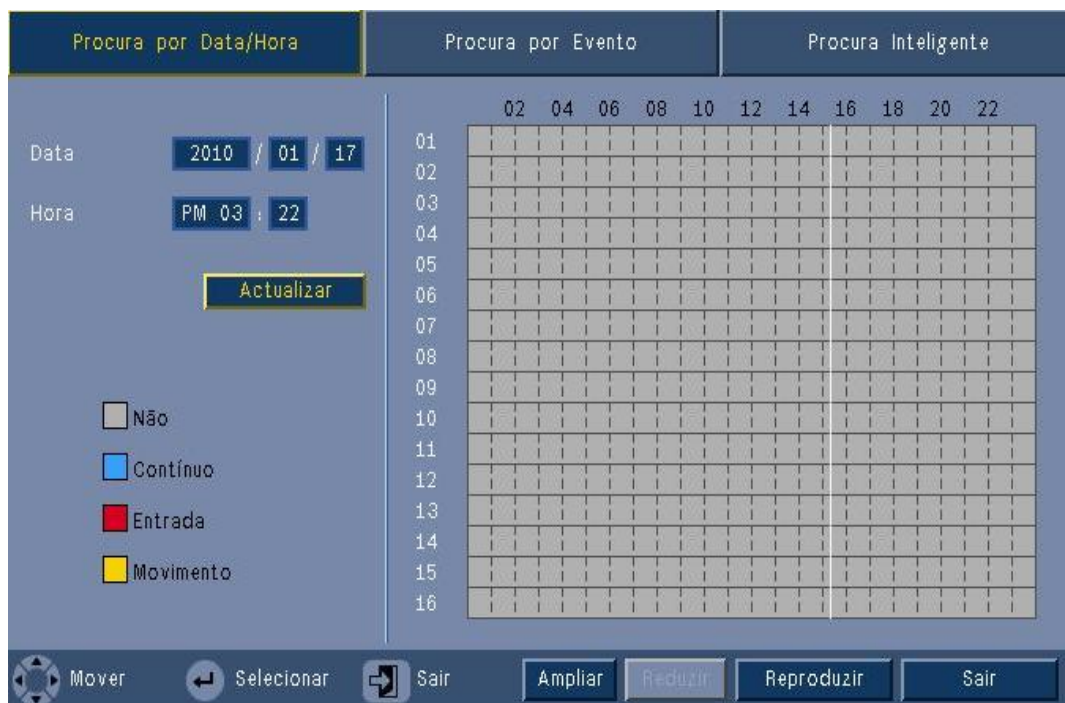 Procura por Data/Hora Procura por Evento Procura Inteligente
02 04 06 08 10 12 14 16 18 20 22
Data 2010 / 01 / 17
Hora PM 03 : 22
Actualizar
Não
Contínuo
Entrada
Movimento
01
02
03
04
05
06
07
08
09
10
11
12
13
14
15
16
Mover Selecionar Sair Ampliar Reduzir Reproduzir Sair